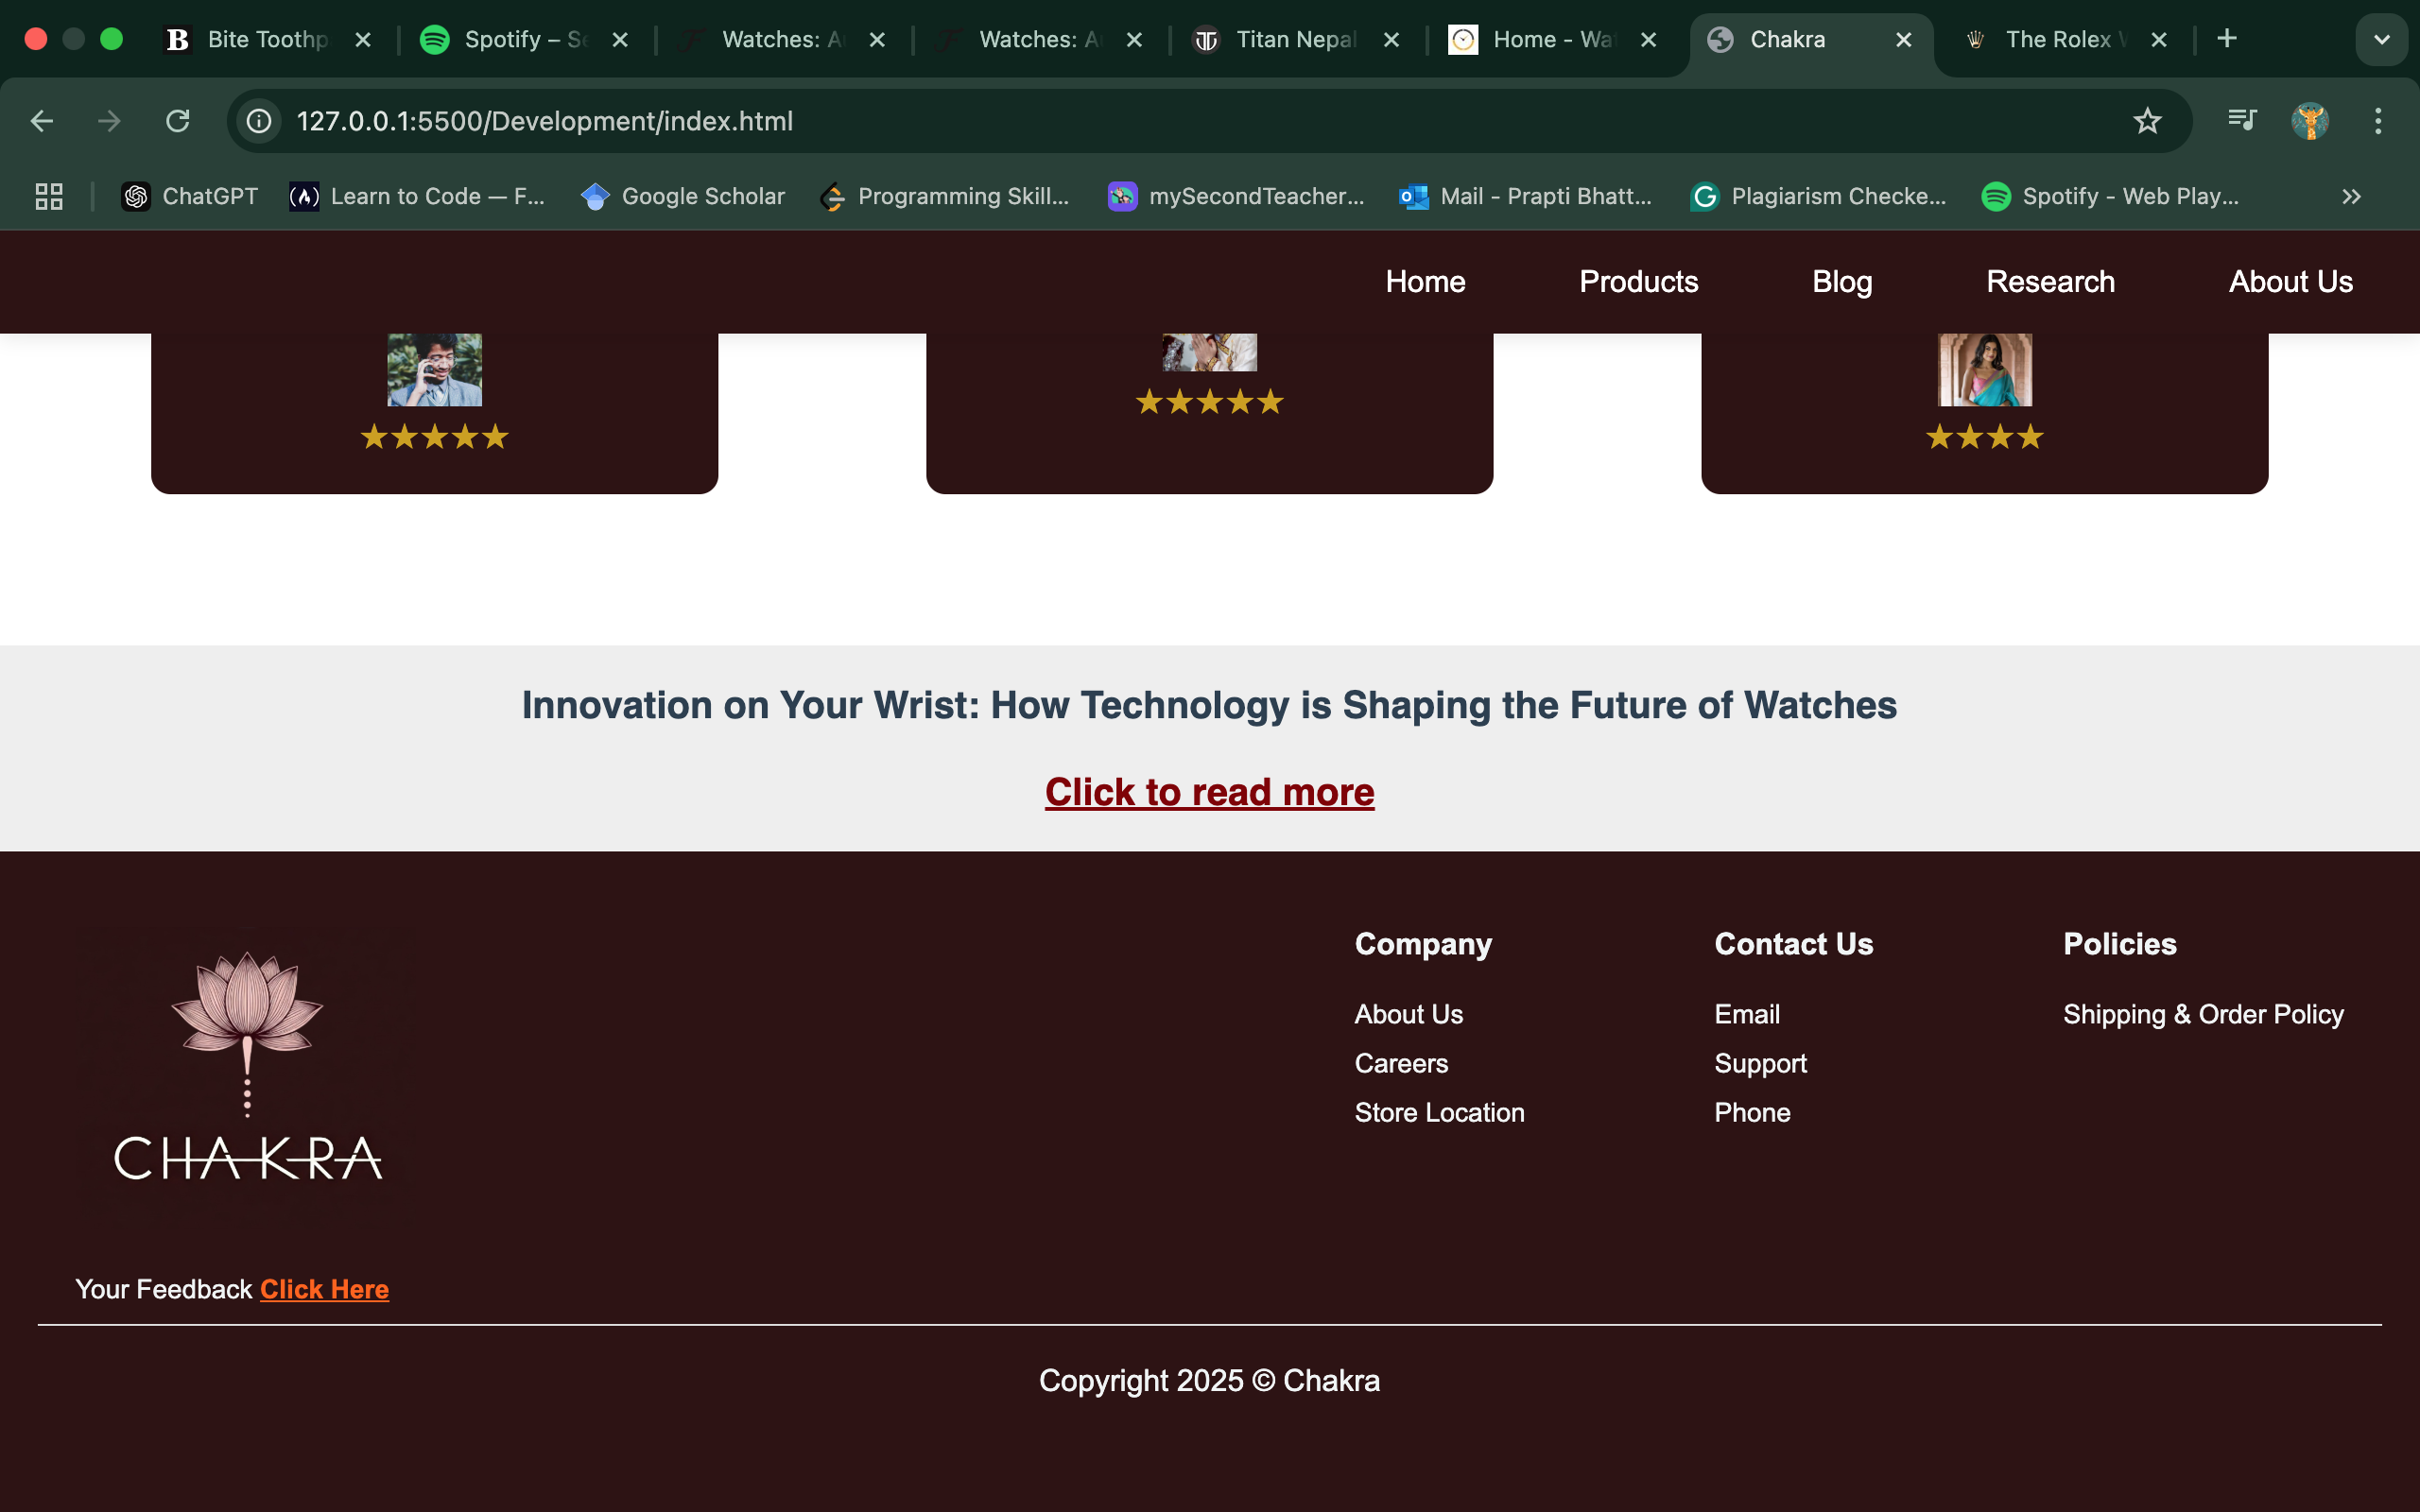 Bite Toothp
Spotify – Se
Watches: A
Watches: A
Titan Nepal
Home - Wa
Chakra
The Rolex W
127.0.0.1:5500/Development/index.html
ChatGPT
Learn to Code — F...
Google Scholar
Programming Skill...
mySecondTeacher...
Mail - Prapti Bhatt...
Plagiarism Checke...
Spotify - Web Play...
Home
Products
Blog
Research
About Us
Innovation on Your Wrist: How Technology is Shaping the Future of Watches
Click to read more
CHAKRA
Your Feedback Click Here
Company
About Us
Careers
Store Location
Contact Us
Email
Support
Phone
Policies
Shipping & Order Policy
Copyright 2025 © Chakra